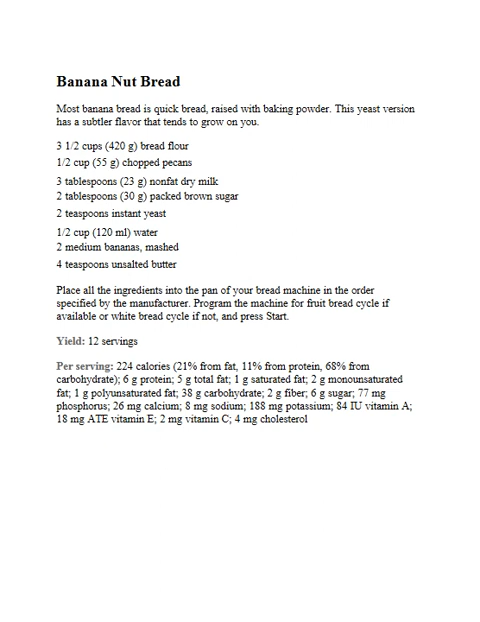 Banana Nut Bread
Most banana bread is quick bread, raised with baking powder. This yeast version
has a subtler flavor that tends to grow on you.
3 1/2 cups (420 g) bread flour
1/2 cup (55 g) chopped pecans
3 tablespoons (23 g) nonfat dry milk
2 tablespoons (30 g) packed brown sugar
2 teaspoons instant yeast
1/2 cup (120 ml) water
2 medium bananas, mashed
4 teaspoons unsalted butter
Place all the ingredients into the pan of your bread machine in the order
specified by the manufacturer. Program the machine for fruit bread cycle if
available or white bread cycle if not, and press Start.
Yield: 12 servings
Per serving: 224 calories (21% from fat, 11% from protein, 68% from
carbohydrate); 6 g protein; 5 g total fat; 1 g saturated fat; 2 g monounsaturated
fat; 1 g polyunsaturated fat; 38 g carbohydrate; 2 g fiber; 6 g sugar; 77 mg
phosphorus; 26 mg calcium; 8 mg sodium; 188 mg potassium; 84 IU vitamin A;
18 mg ATE vitamin E; 2 mg vitamin C; 4 mg cholesterol